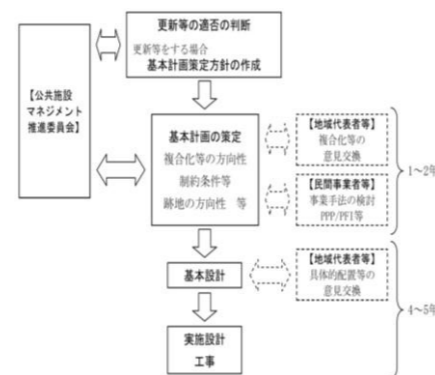 更新等の適否の判断
更新等をする場合
基本計画策定方針の作成
【公共施設
マネジメント
推進委員会】
基本計画の策定
複合化等の方向性
制約条件等
跡地の方向性 等
【地域代表者等】
複合化等の
意見交換
【民間事業者等】
事業手法の検討
PPP/PFI等
1～2年
基本設計
【地域代表者等】
具体的配置等の
意見交換
4～5年
実施設計
工事